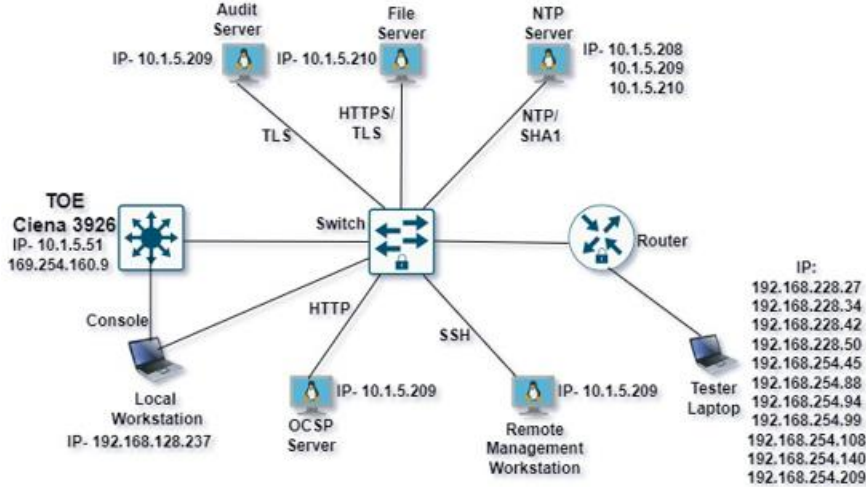 Audit
Server
IP- 10.1.5.209
File
Server
IP- 10.1.5.210
NTP
Server
IP- 10.1.5.208
10.1.5.209
10.1.5.210
TLS
HTTPS/
TLS
NTP/
SHA1
TOE
Ciena 3926
IP- 10.1.5.51
169.254.160.9
Switch
Router
Console
HTTP
SSH
Local
Workstation
IP- 192.168.128.237
IP- 10.1.5.209
OCSP
Server
IP- 10.1.5.209
Remote
Management
Workstation
Tester
Laptop
IP:
192.168.228.27
192.168.228.34
192.168.228.42
192.168.228.50
192.168.254.45
192.168.254.88
192.168.254.94
192.168.254.99
192.168.254.108
192.168.254.140
192.168.254.209